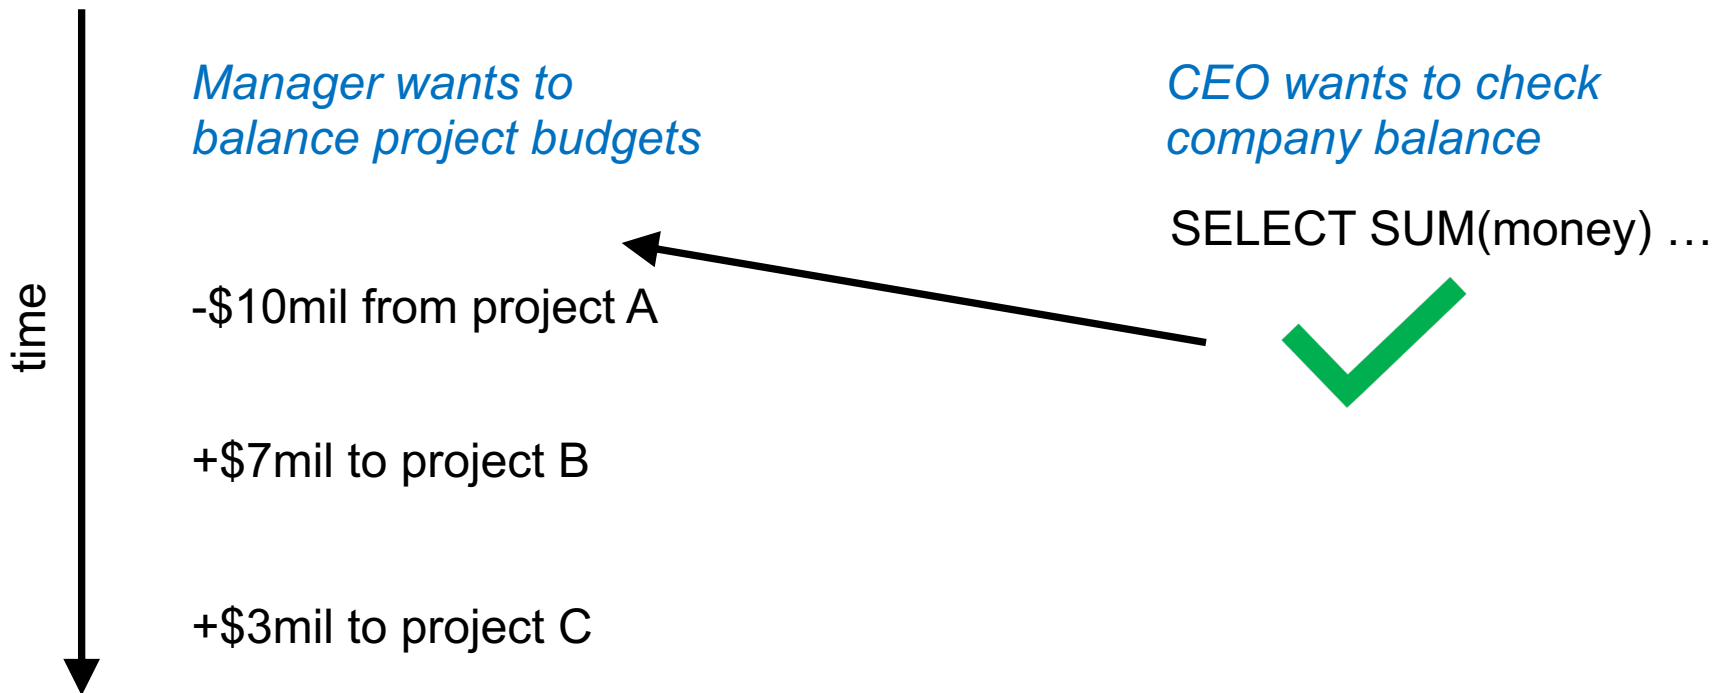 time
Manager wants to
balance project budgets
-$10mil from project A
+$7mil to project B
+$3mil to project C
CEO wants to check
company balance
SELECT SUM(money) …